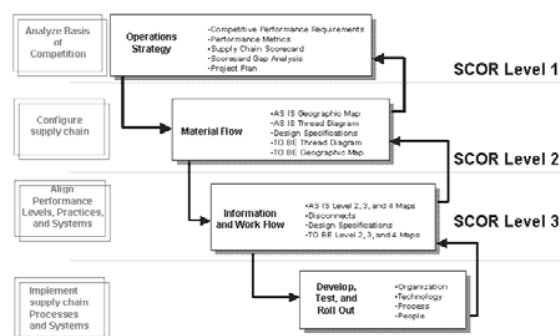 Analyze Basis
of
Competition
Operations
Strategy
•Competitive Performance Requirements
•Performance Metrics
•Supply Chain Scorecard
•Scorecard Gap Analysis
•Project Plan
SCOR Level 1
Configure
supply chain
Material Flow
•AS IS Geographic Map
•AS IS Thread Diagram
•Design Specifications
•TO BE Thread Diagram
•TO BE Geographic Map
SCOR Level 2
Align
Performance
Levels, Practices,
and Systems
Information
and Work Flow
•AS IS Level 2, 3, and 4 Maps
•Disconnects
•Design Specifications
•TO BE Level 2, 3, and 4 Maps
SCOR Level 3
Implement
supply chain
Processes
and Systems
Develop,
Test, and
Roll Out
•Organization
•Technology
•Process
•People